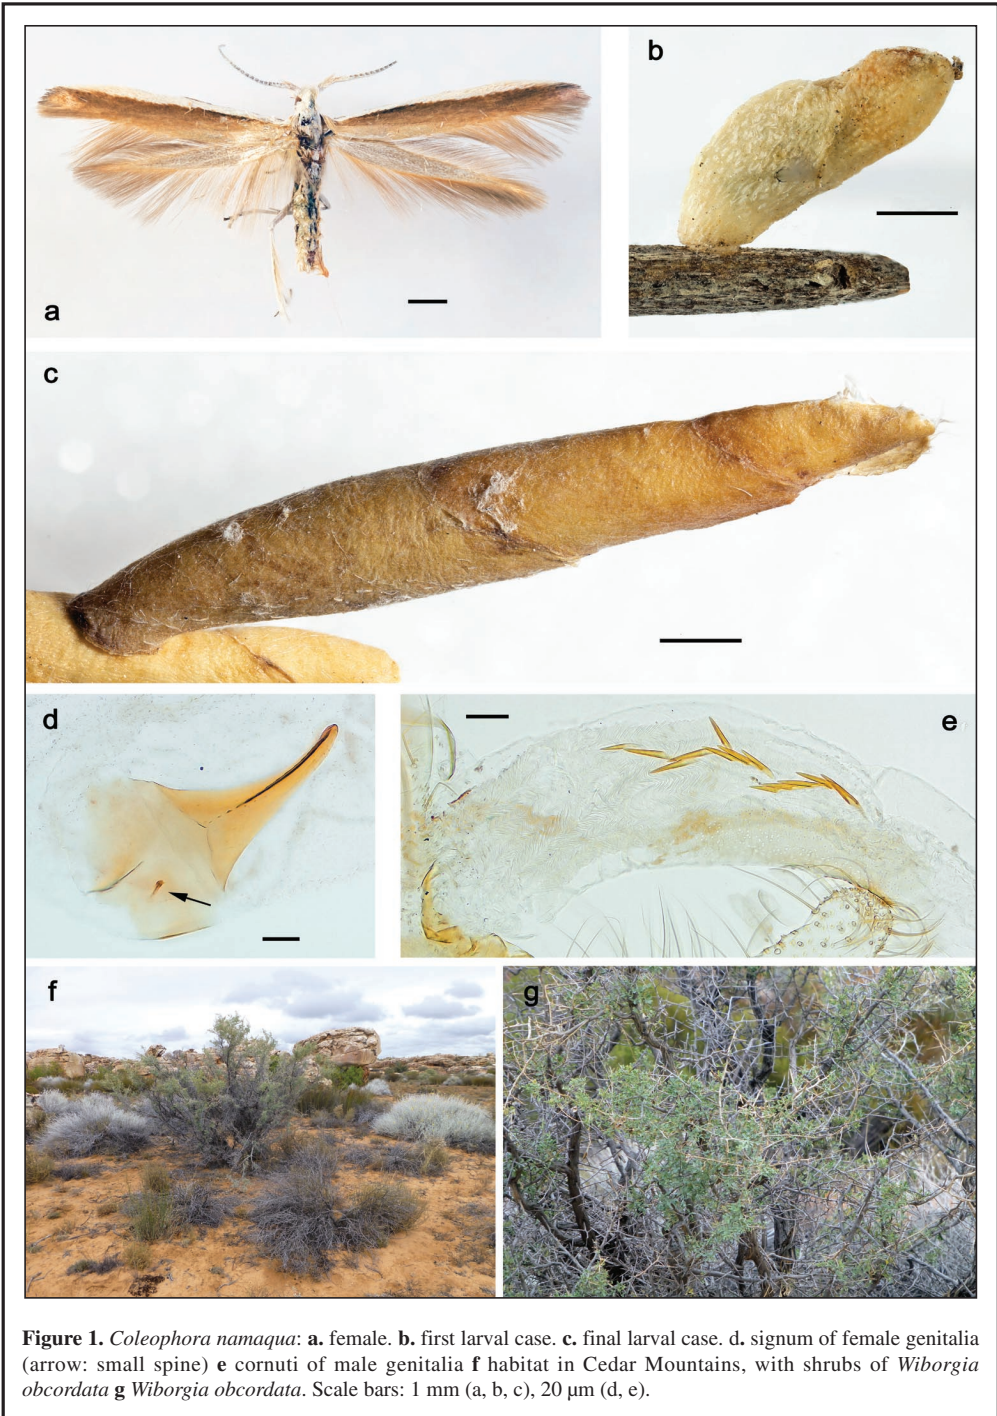 a
b
c
d
e
f
g
Figure 1. Coleophora namaqua: a. female. b. first larval case. c. final larval case. d. signum of female genitalia
(arrow: small spine) e cornuti of male genitalia f habitat in Cedar Mountains, with shrubs of Wiborgia
obcordata g Wiborgia obcordata. Scale bars: 1 mm (a, b, c), 20 µm (d, e).